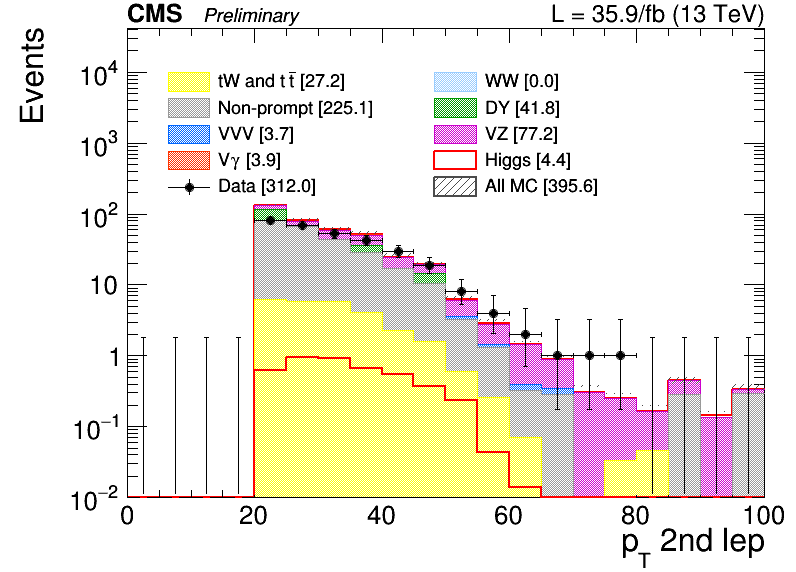 CMS Preliminary L = 35.9/fb (13 TeV)
Events
10⁴
10³
10²
10
1
10⁻¹
10⁻²
tW and t t̄ [27.2] WW [0.0]
Non-prompt [225.1] DY [41.8]
VVV [3.7] VZ [77.2]
Vγ [3.9] Higgs [4.4]
Data [312.0] All MC [395.6]
0 20 40 60 80 100
p_T 2nd lep